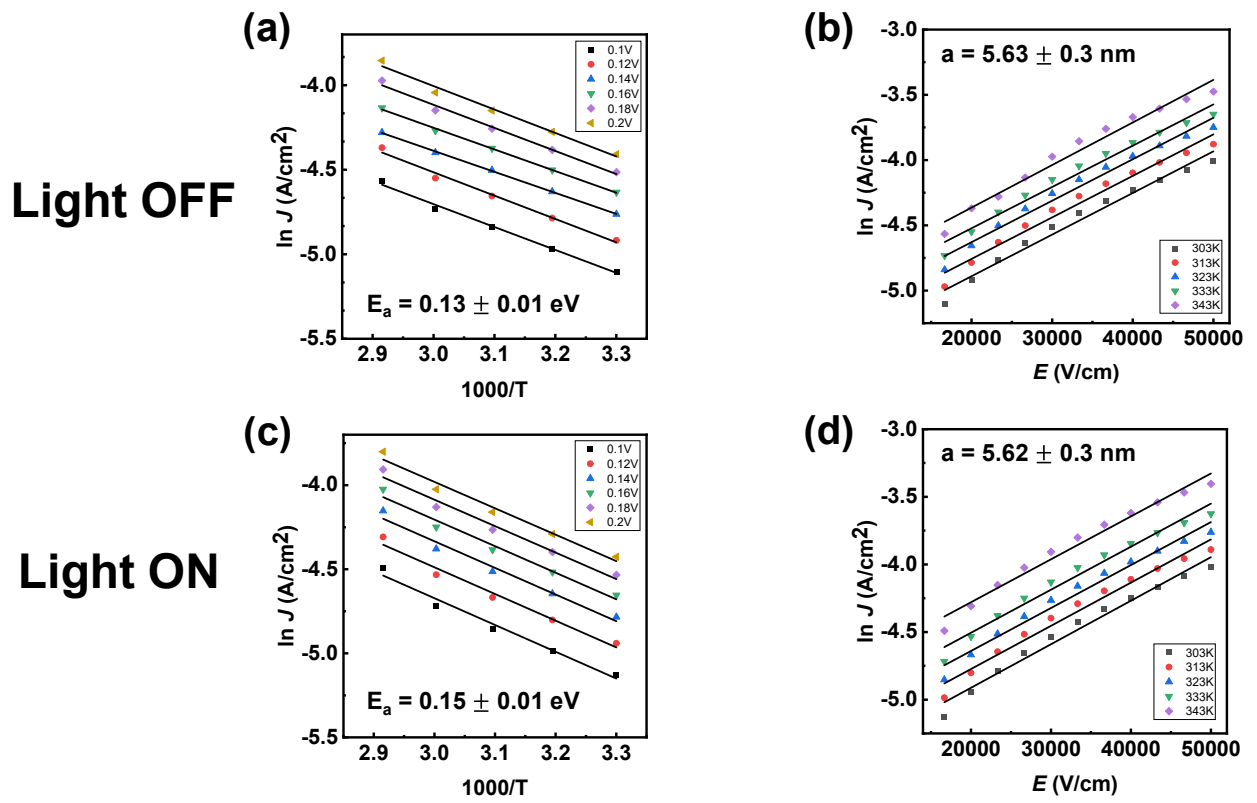 Light OFF
(a)
ln J (A/cm²)
-4.0
-4.5
-5.0
-5.5
0.1V
0.12V
0.14V
0.16V
0.18V
0.2V
Eₐ = 0.13 ± 0.01 eV
2.9 3.0 3.1 3.2 3.3
1000/T
(b)
ln J (A/cm²)
-3.0
-3.5
-4.0
-4.5
-5.0
a = 5.63 ± 0.3 nm
303K
313K
323K
333K
343K
20000 30000 40000 50000
E (V/cm)
Light ON
(c)
ln J (A/cm²)
-4.0
-4.5
-5.0
-5.5
0.1V
0.12V
0.14V
0.16V
0.18V
0.2V
Eₐ = 0.15 ± 0.01 eV
2.9 3.0 3.1 3.2 3.3
1000/T
(d)
ln J (A/cm²)
-3.0
-3.5
-4.0
-4.5
-5.0
a = 5.62 ± 0.3 nm
303K
313K
323K
333K
343K
20000 30000 40000 50000
E (V/cm)